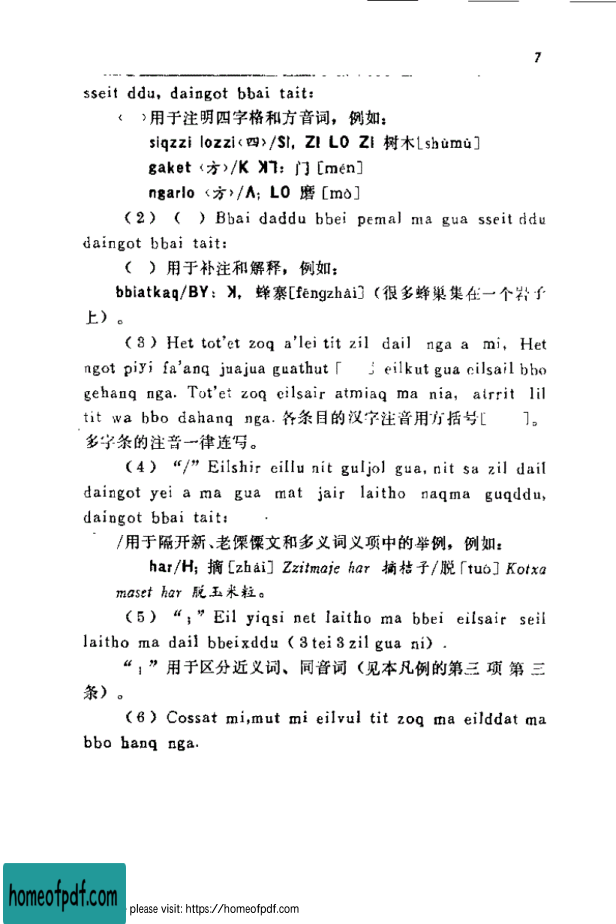 7
sseit ddu, daingot bbai tait:
〈 〉用于注明四字格和方音词，例如：
siqzzi lozzi〈四〉/SI, ZI LO ZI 树木[shùmù]
gaket〈方〉/K ꓘ⅂: 门[mén]
ngarlo〈方〉/Λ; LO 磨[mò]
(2) ( ) Bbai daddu bbei pemal ma gua sseit ddu
daingot bbai tait:
( ) 用于补注和解释，例如：
bbiatkaq/BY: ꓘ, 蜂寨[fēngzhài]（很多蜂巢集在一个岩子
上）。
(3) Het tot'et zoq a'lei tit zil dail nga a mi, Het
ngot piyi fa'anq juajua guathut [ ] eilkut gua cilsail bbo
gehanq nga. Tot'et zoq cilsair atmiaq ma nia, atrrit lil
tit wa bbo dahanq nga. 各条目的汉字注音用方括号[ ]。
多字条的注音一律连写。
(4) “/” Eilshir eillu nit guljol gua, nit sa zil dail
daingot yei a ma gua mat jair laitho naqma guqddu,
daingot bbai tait:
/用于隔开新、老傈僳文和多义词义项中的举例，例如：
har/H; 摘[zhāi] Zzitmaje har 摘桔子/脱[tuō] Kotxa
maset har 脱玉米粒。
(5) “;” Eil yiqsi net laitho ma bbei eilsair seil
laitho ma dail bbeixddu (3 tei 3 zil gua ni).
“;” 用于区分近义词、同音词（见本凡例的第三项第三
条）。
(6) Cossat mi,mut mi eilvul tit zoq ma eilddat ma
bbo hanq nga.
homeofpdf.com
please visit: https://homeofpdf.com